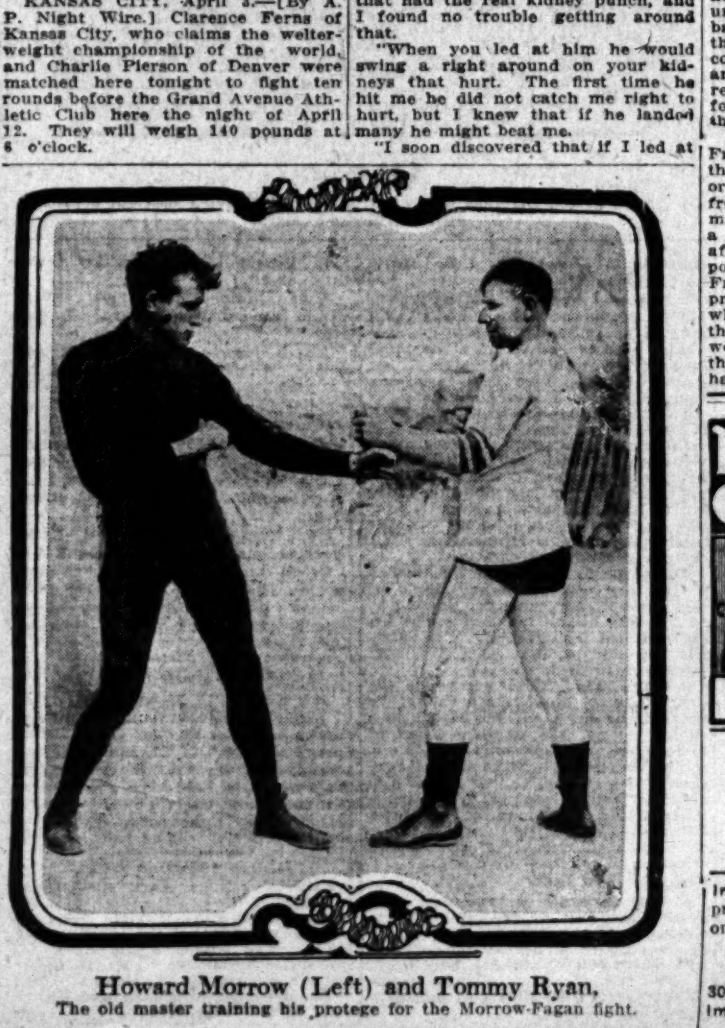 KANSAS CITY, April 3.—[By A.
P. Night Wire.] Clarence Ferns of
Kansas City, who claims the welter-
weight championship of the world,
and Charlie Pierson of Denver were
matched here tonight to fight ten
rounds before the Grand Avenue Ath-
letic Club here the night of April
12. They will weigh 140 pounds at
6 o'clock.
that had the real kidney punch, and
I found no trouble getting around
that.
"When you led at him he would
swing a right around on your kid-
neys that hurt. The first time he
hit me he did not catch me right to
hurt, but I knew that if he landed
many he might beat me.
"I soon discovered that if I led at
Howard Morrow (Left) and Tommy Ryan,
The old master training his protege for the Morrow-Fagan fight.